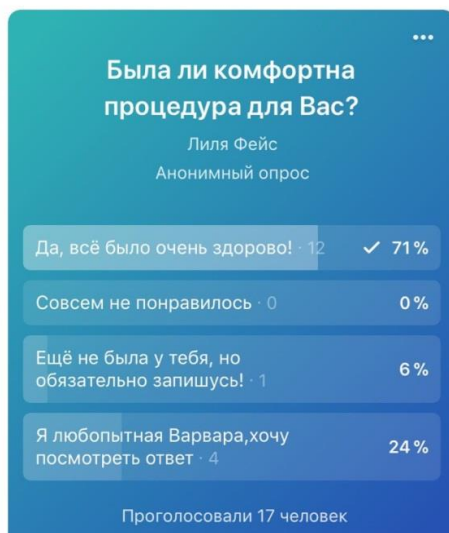 Была ли комфортна
процедура для Вас?
Лиля Фейс
Анонимный опрос
Да, всё было очень здорово! · 12 71%
Совсем не понравилось · 0 0%
Ещё не была у тебя, но
обязательно запишусь! · 1 6%
Я любопытная Варвара,хочу
посмотреть ответ · 4 24%
Проголосовали 17 человек